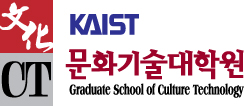 文化
CT
KAIST
문화기술대학원
Graduate School of Culture Technology